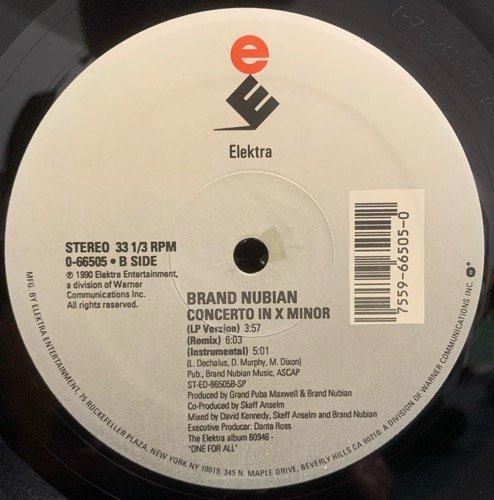 e
E
Elektra
STEREO 33 1/3 RPM
0-66505 • B SIDE
℗ 1990 Elektra Entertainment,
a division of Warner
Communications Inc.
All rights reserved.
7559-66505-0
BRAND NUBIAN
CONCERTO IN X MINOR
(LP Version) 3:57
(Remix) 6:03
(Instrumental) 5:01
(L. Dechalus, D. Murphy, M. Dixon)
Pub., Brand Nubian Music, ASCAP
ST-ED-66505B-SP
Produced by Grand Puba Maxwell & Brand Nubian
Co-Produced by Skeff Anselm
Mixed by David Kennedy, Skeff Anselm and Brand Nubian
Executive Producer: Dante Ross
The Elektra album 60946 -
"ONE FOR ALL"
MFG. BY ELEKTRA ENTERTAINMENT, 75 ROCKEFELLER PLAZA, NEW YORK NY 10019, 345 N. MAPLE DRIVE, BEVERLY HILLS CA 90210. A DIVISION OF WARNER COMMUNICATIONS INC.